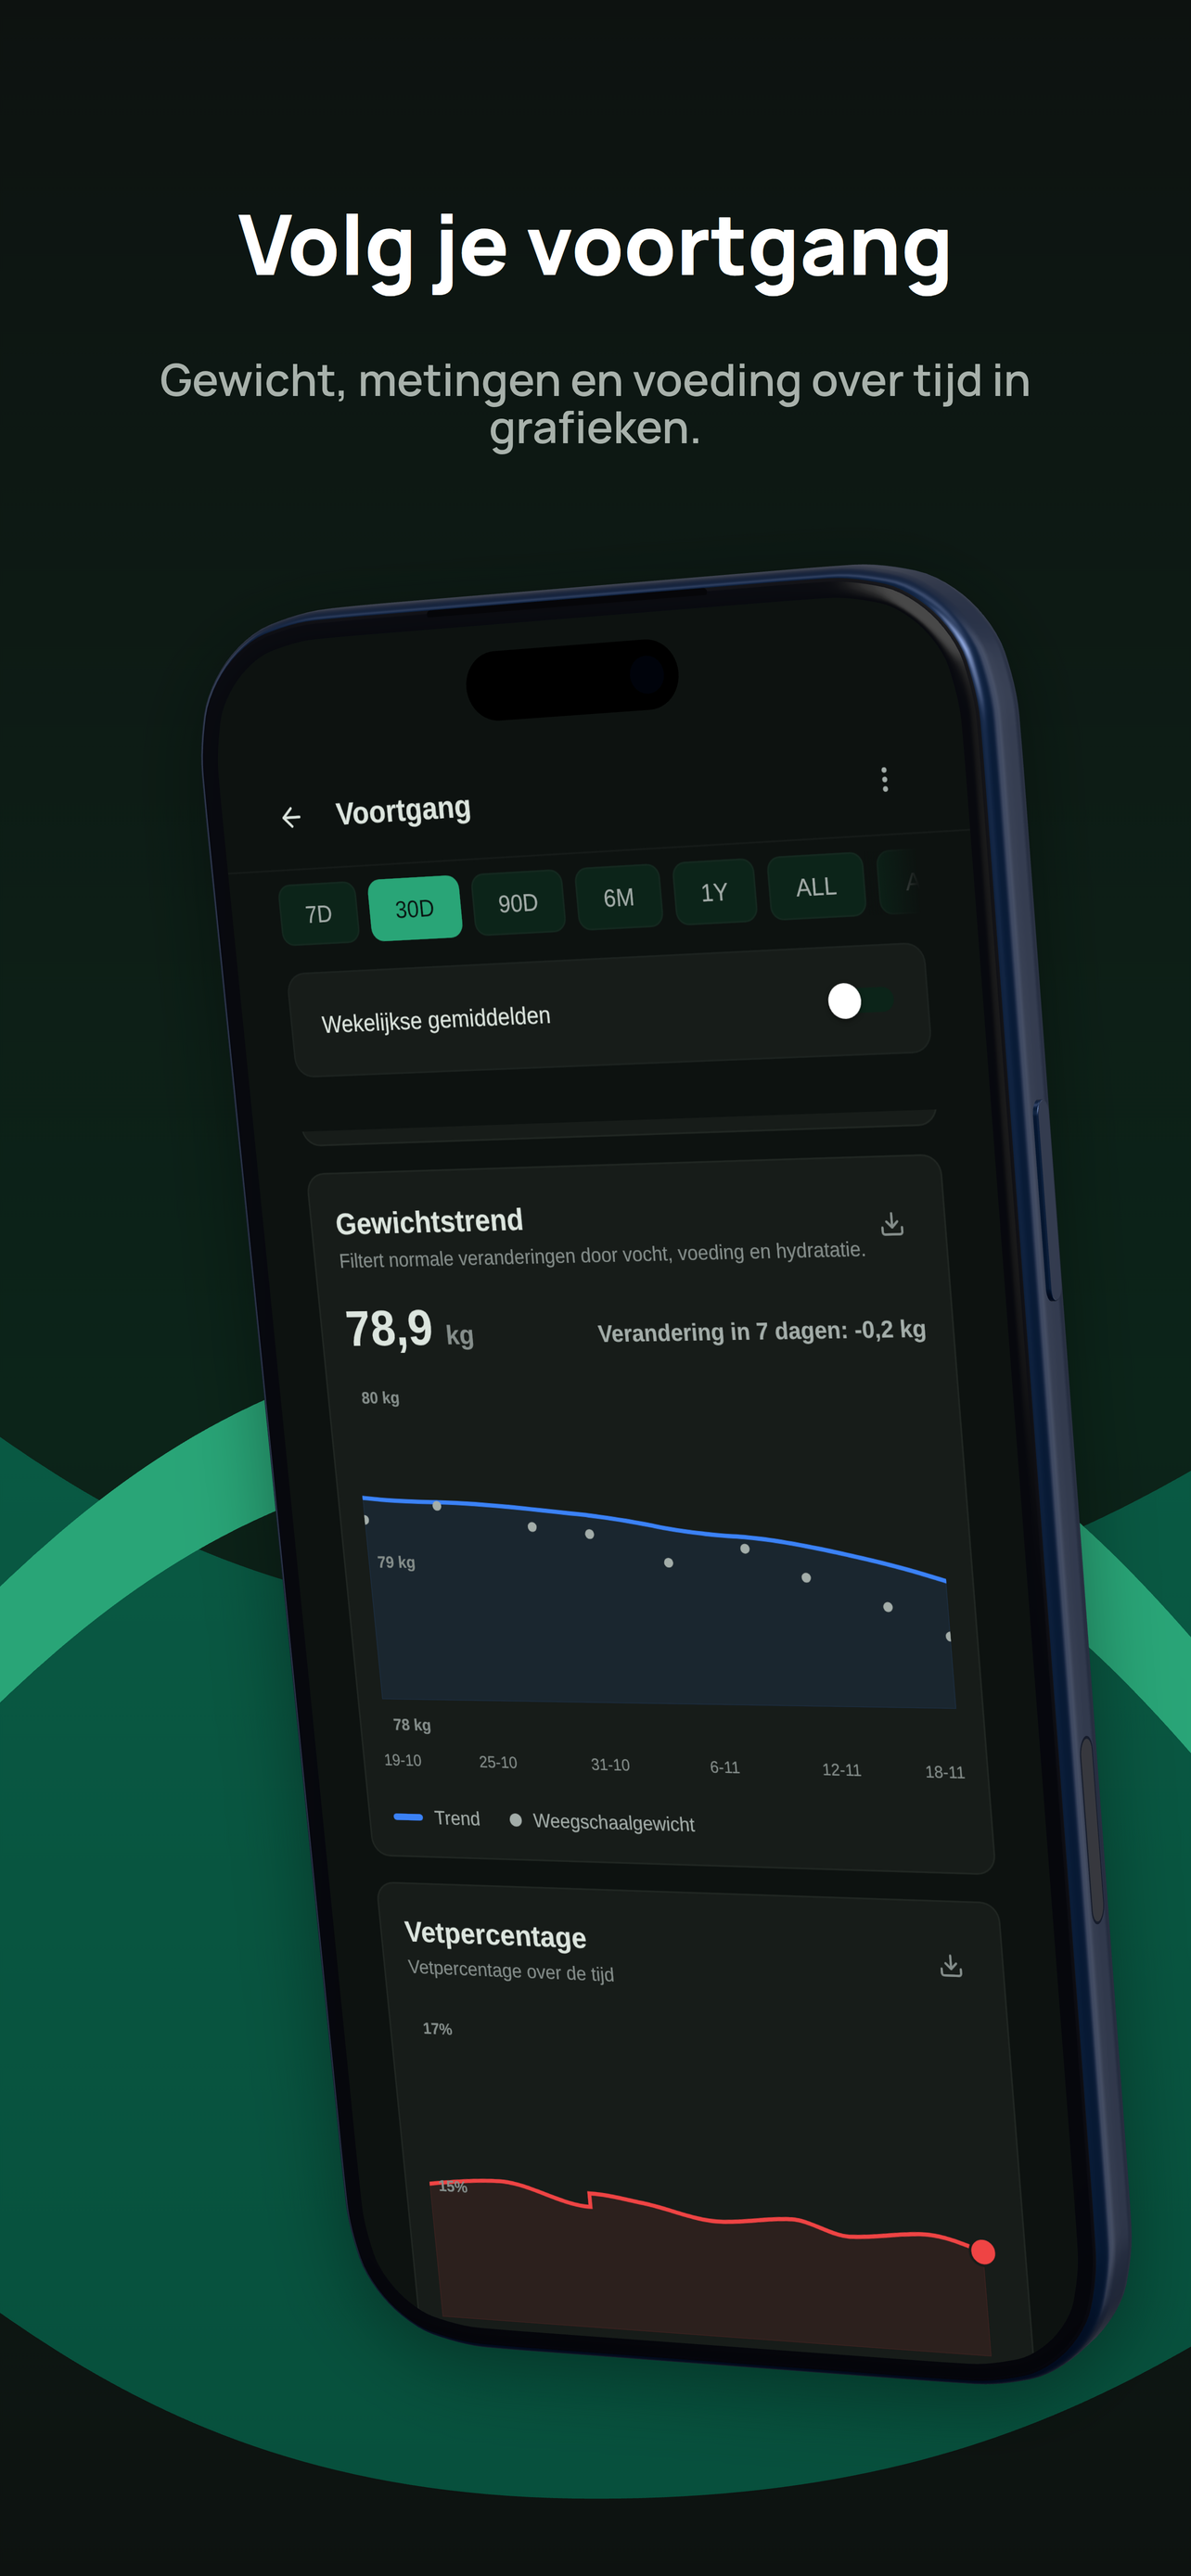 Volg je voortgang
Gewicht, metingen en voeding over tijd in
grafieken.
Voortgang
7D
30D
90D
6M
1Y
ALL
A
Wekelijkse gemiddelden
Gewichtstrend
Filtert normale veranderingen door vocht, voeding en hydratatie.
78,9 kg
Verandering in 7 dagen: -0,2 kg
80 kg
79 kg
78 kg
19-10
25-10
31-10
6-11
12-11
18-11
Trend
Weegschaalgewicht
Vetpercentage
Vetpercentage over de tijd
17%
15%